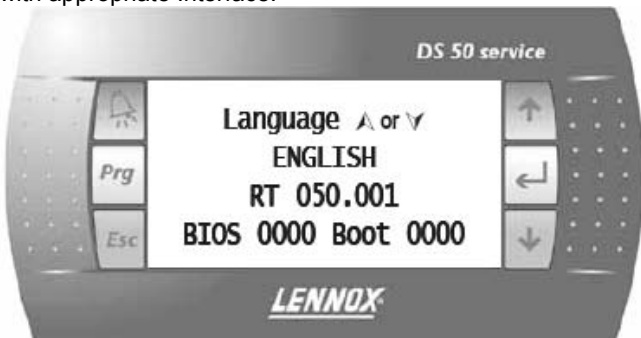 with appropriate interface.
DS 50 service
Language ⮝ or ⮟
ENGLISH
Prg
RT 050.001
Esc
BIOS 0000 Boot 0000
LENNOX